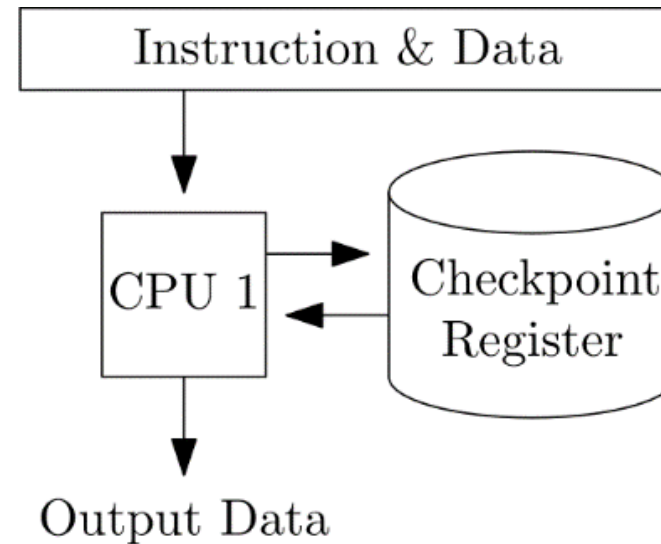 Instruction & Data
CPU 1
Checkpoint
Register
Output Data